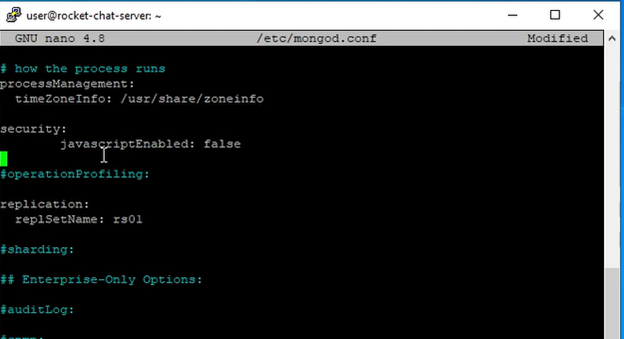 user@rocket-chat-server: ~
GNU nano 4.8 /etc/mongod.conf Modified
# how the process runs
processManagement:
  timeZoneInfo: /usr/share/zoneinfo
security:
        javascriptEnabled: false
#operationProfiling:
replication:
  replSetName: rs01
#sharding:
## Enterprise-Only Options:
#auditLog: